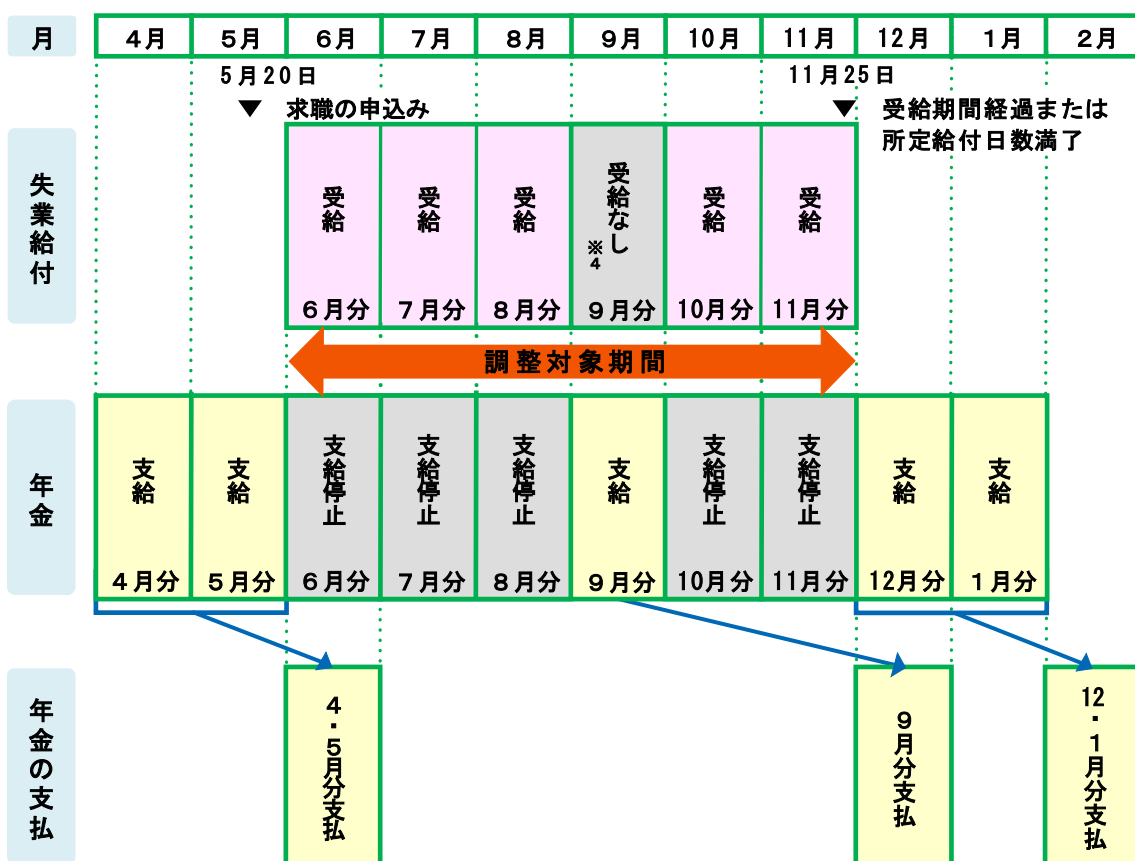 月
４月
５月
６月
７月
８月
９月
10月
11月
12月
１月
２月
５月20日
11月25日
求職の申込み
受給期間経過または
所定給付日数満了
失業給付
受給
受給
受給
受給なし
※4
受給
受給
６月分
７月分
８月分
９月分
10月分
11月分
調整対象期間
年金
支給
支給
支給停止
支給停止
支給停止
支給
支給停止
支給停止
支給
支給
４月分
５月分
６月分
７月分
８月分
９月分
10月分
11月分
12月分
１月分
年金の支払
４・５月分支払
９月分支払
12・１月分支払